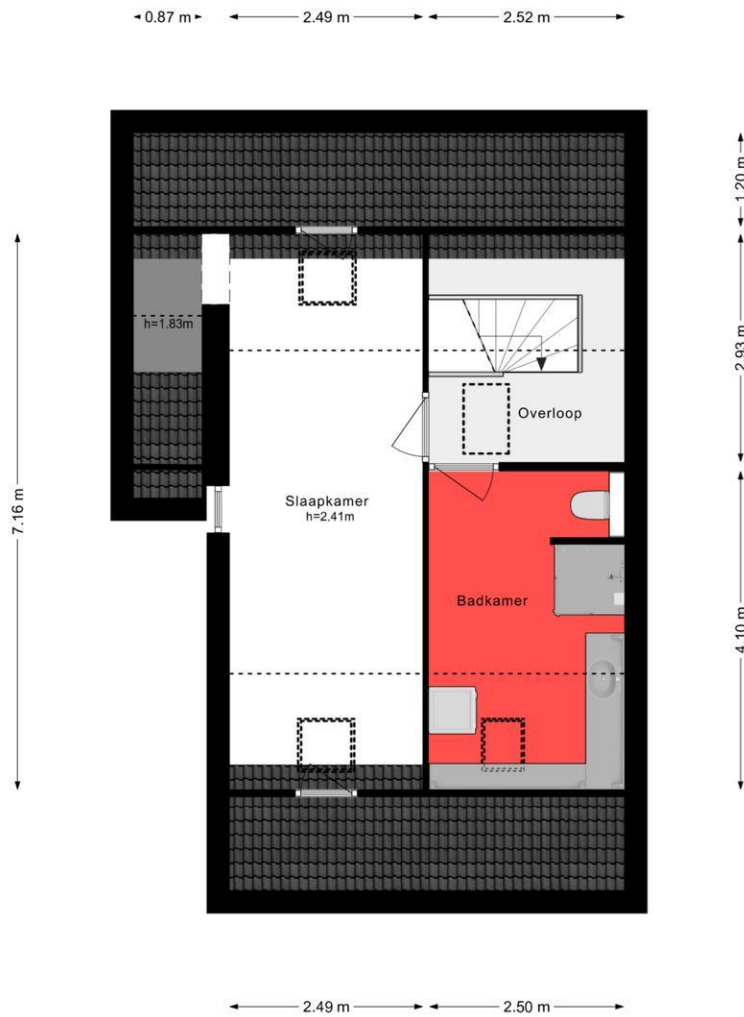 0.87 m
2.49 m
2.52 m
1.20 m
h=1.83m
2.93 m
Overloop
Slaapkamer
h=2.41m
7.16 m
Badkamer
4.10 m
2.49 m
2.50 m